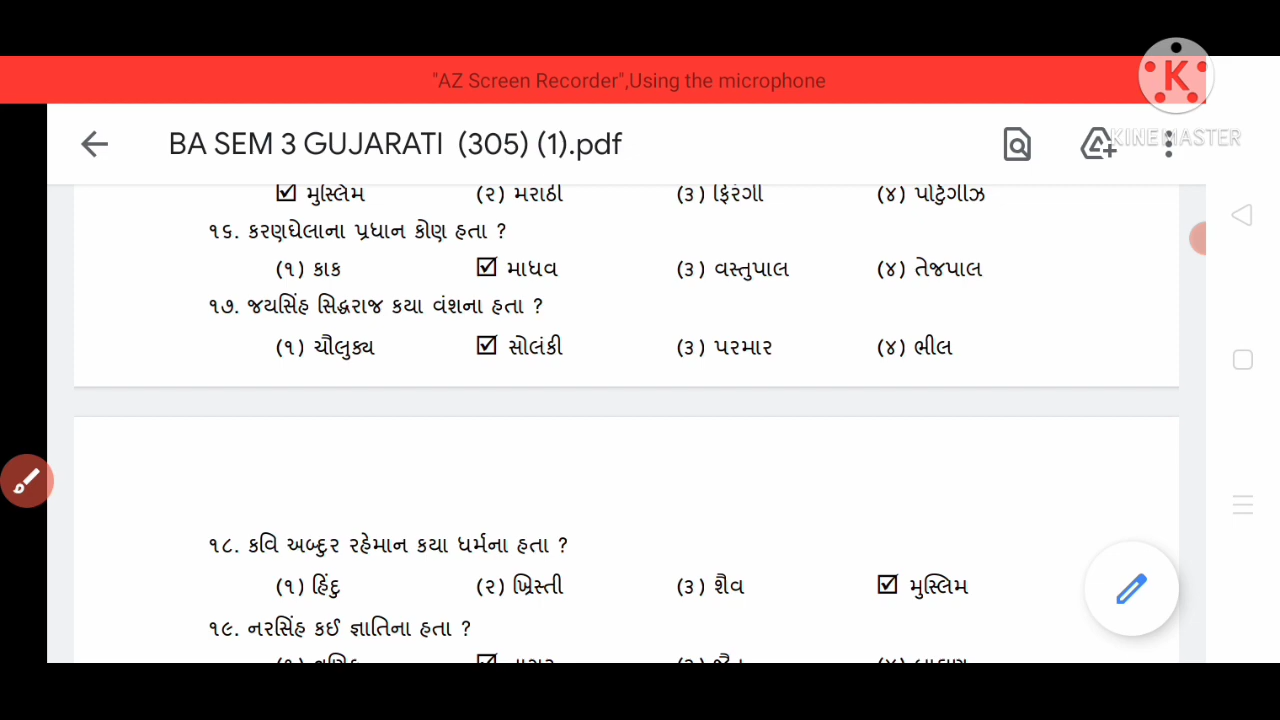 "AZ Screen Recorder",Using the microphone
K
KINEMASTER
BA SEM 3 GUJARATI (305) (1).pdf
☑ મુસ્લિમ (૨) મરાઠી (૩) ફિરંગી (૪) પોર્ટુગીઝ
૧૬. કરણઘેલાના પ્રધાન કોણ હતા ?
(૧) કાક ☑ માધવ (૩) વસ્તુપાલ (૪) તેજપાલ
૧૭. જયસિંહ સિદ્ધરાજ કયા વંશના હતા ?
(૧) ચૌલુક્ય ☑ સોલંકી (૩) પરમાર (૪) ભીલ
૧૮. કવિ અબ્દુર રહેમાન કયા ધર્મના હતા ?
(૧) હિંદુ (૨) ખ્રિસ્તી (૩) શૈવ ☑ મુસ્લિમ
૧૯. નરસિંહ કઈ જ્ઞાતિના હતા ?